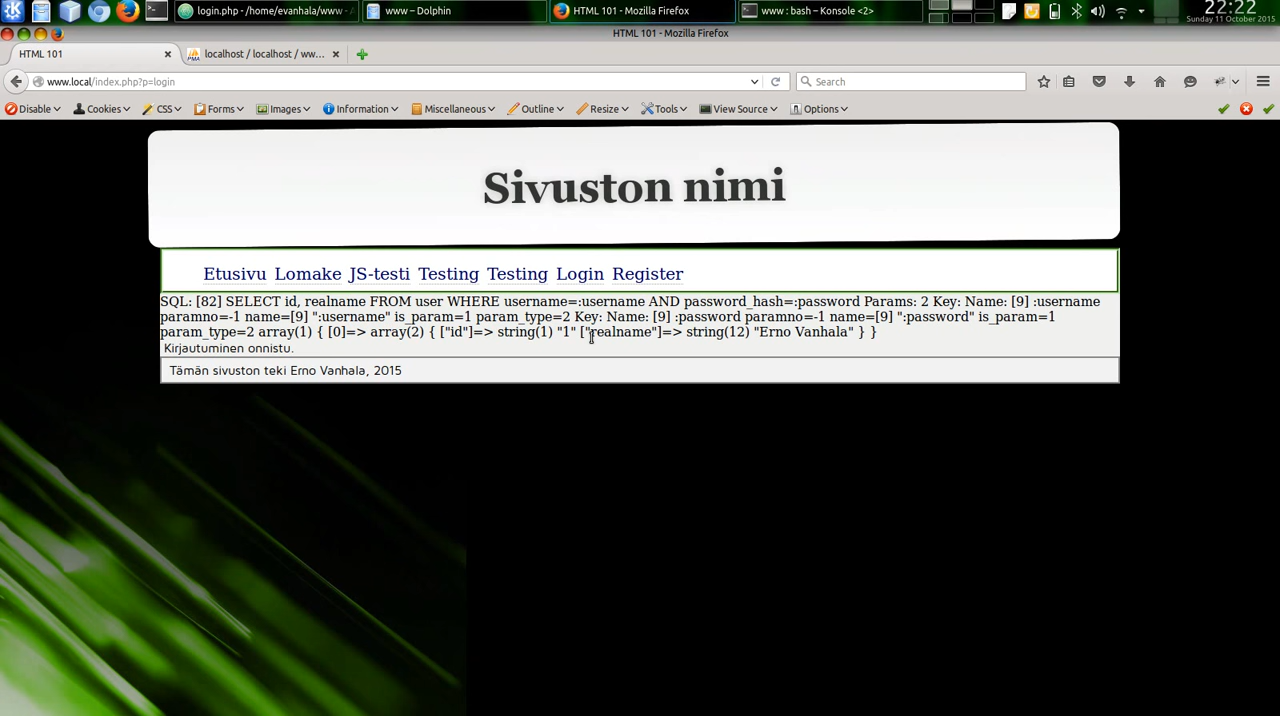 login.php - /home/evanhala/www -
www – Dolphin
HTML 101 - Mozilla Firefox
www : bash – Konsole <2>
22:22
Sunday 11 October 2015
HTML 101 - Mozilla Firefox
HTML 101
localhost / localhost / ww...
www.local/index.php?p=login
Search
Disable
Cookies
CSS
Forms
Images
Information
Miscellaneous
Outline
Resize
Tools
View Source
Options
Sivuston nimi
Etusivu Lomake JS-testi Testing Testing Login Register
SQL: [82] SELECT id, realname FROM user WHERE username=:username AND password_hash=:password Params: 2 Key: Name: [9] :username
paramno=-1 name=[9] ":username" is_param=1 param_type=2 Key: Name: [9] :password paramno=-1 name=[9] ":password" is_param=1
param_type=2 array(1) { [0]=> array(2) { ["id"]=> string(1) "1" ["realname"]=> string(12) "Erno Vanhala" } }
Kirjautuminen onnistu.
Tämän sivuston teki Erno Vanhala, 2015